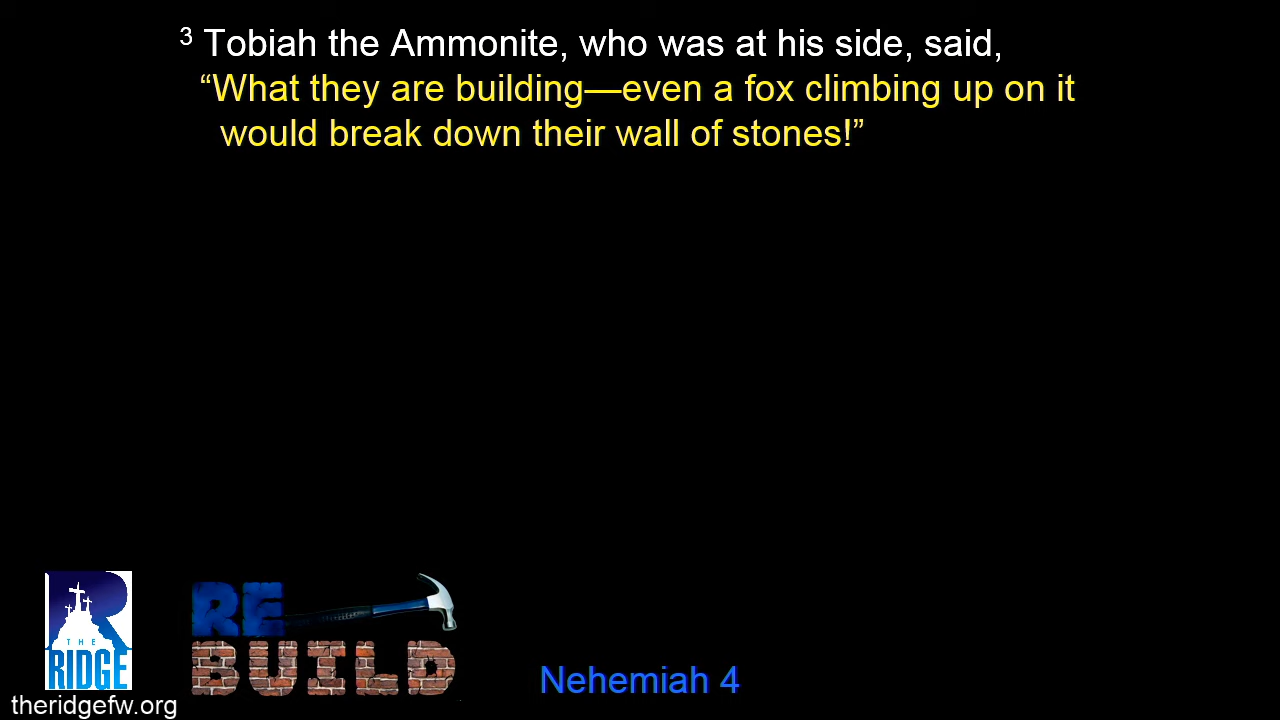 3 Tobiah the Ammonite, who was at his side, said,
“What they are building—even a fox climbing up on it
would break down their wall of stones!”
THE
RIDGE
theridgefw.org
RE
BUILD
Nehemiah 4